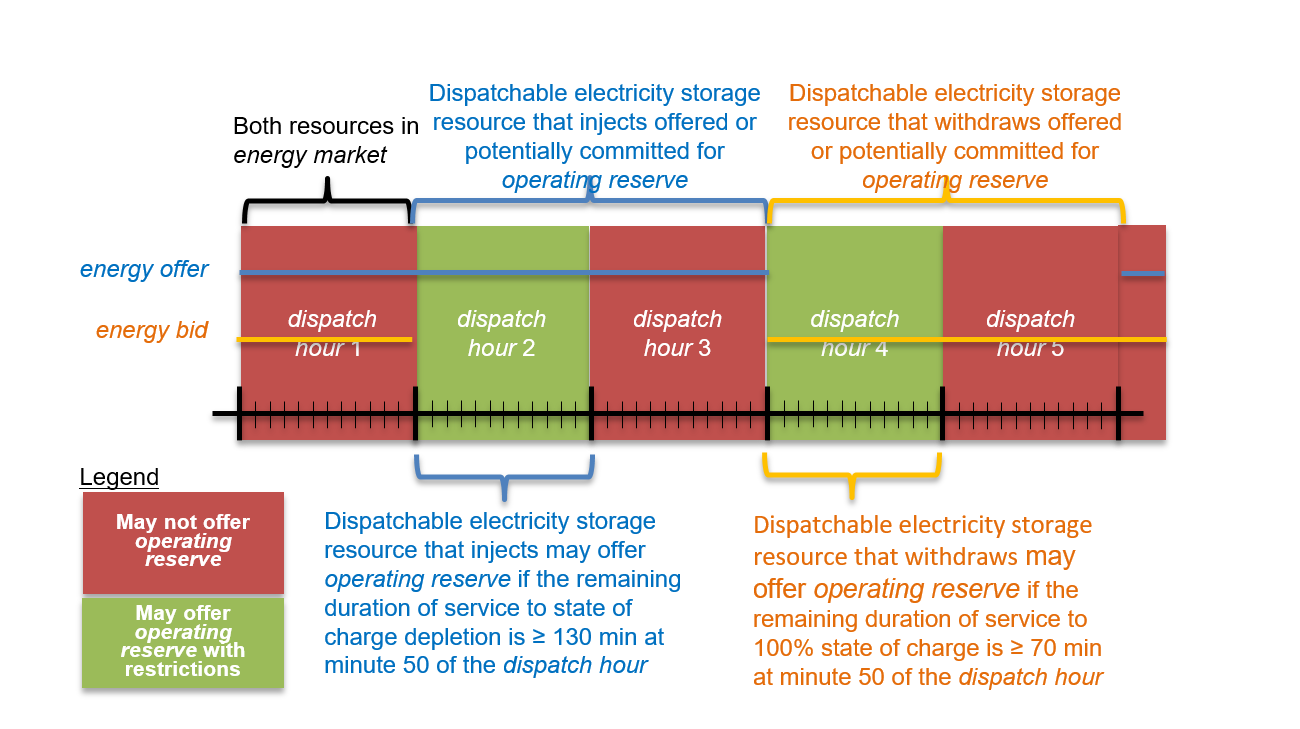 Both resources in
energy market
Dispatchable electricity storage
resource that injects offered or
potentially committed for
operating reserve
Dispatchable electricity storage
resource that withdraws offered
or potentially committed for
operating reserve
energy offer
energy bid
dispatch
hour 1
dispatch
hour 2
dispatch
hour 3
dispatch
hour 4
dispatch
hour 5
Legend
May not offer
operating
reserve
May offer
operating
reserve with
restrictions
Dispatchable electricity storage
resource that injects may offer
operating reserve if the remaining
duration of service to state of
charge depletion is ≥ 130 min at
minute 50 of the dispatch hour
Dispatchable electricity storage
resource that withdraws may
offer operating reserve if the
remaining duration of service to
100% state of charge is ≥ 70 min
at minute 50 of the dispatch hour